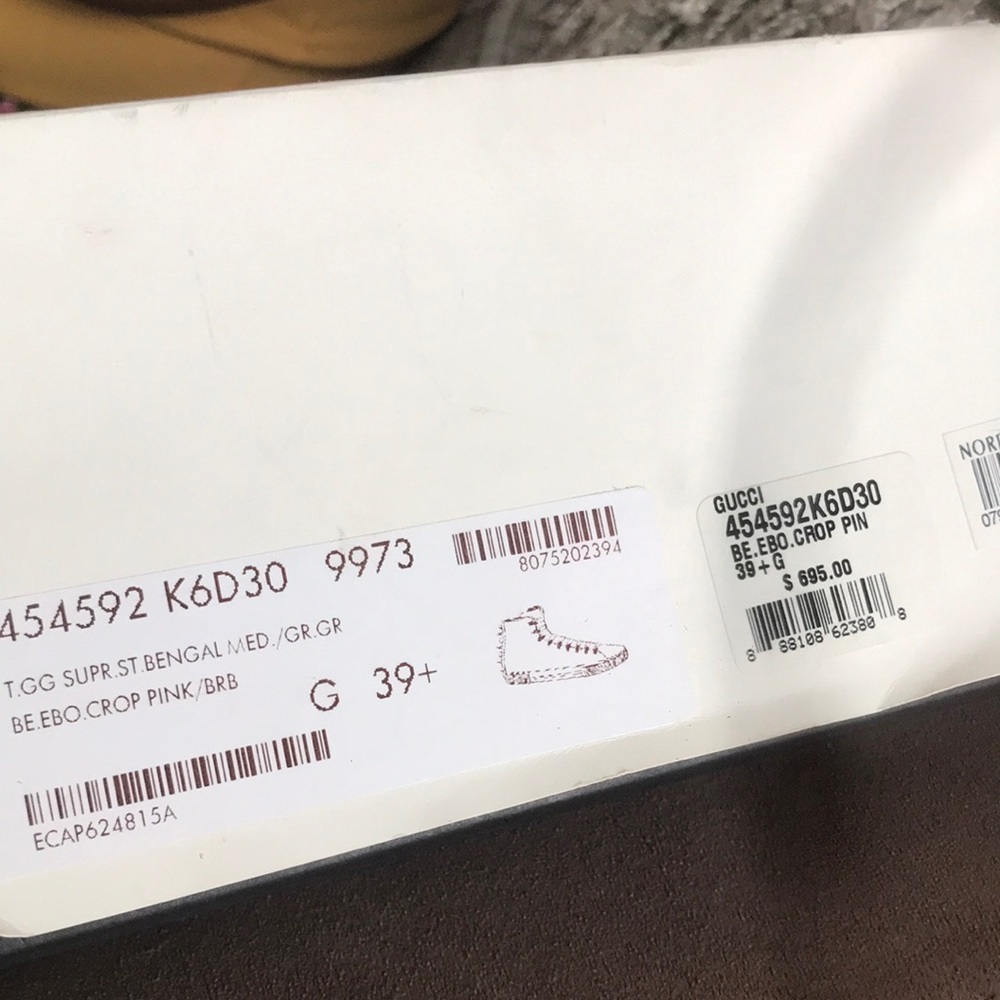 454592 K6D30 9973
8075202394
T.GG SUPR.ST.BENGAL MED./GR.GR
BE.EBO.CROP PINK/BRB
G 39+
ECAP624815A
GUCCI
454592K6D30
BE.EBO.CROP PIN
39+G
$ 695.00
8 88108 62380 8
NORD
079